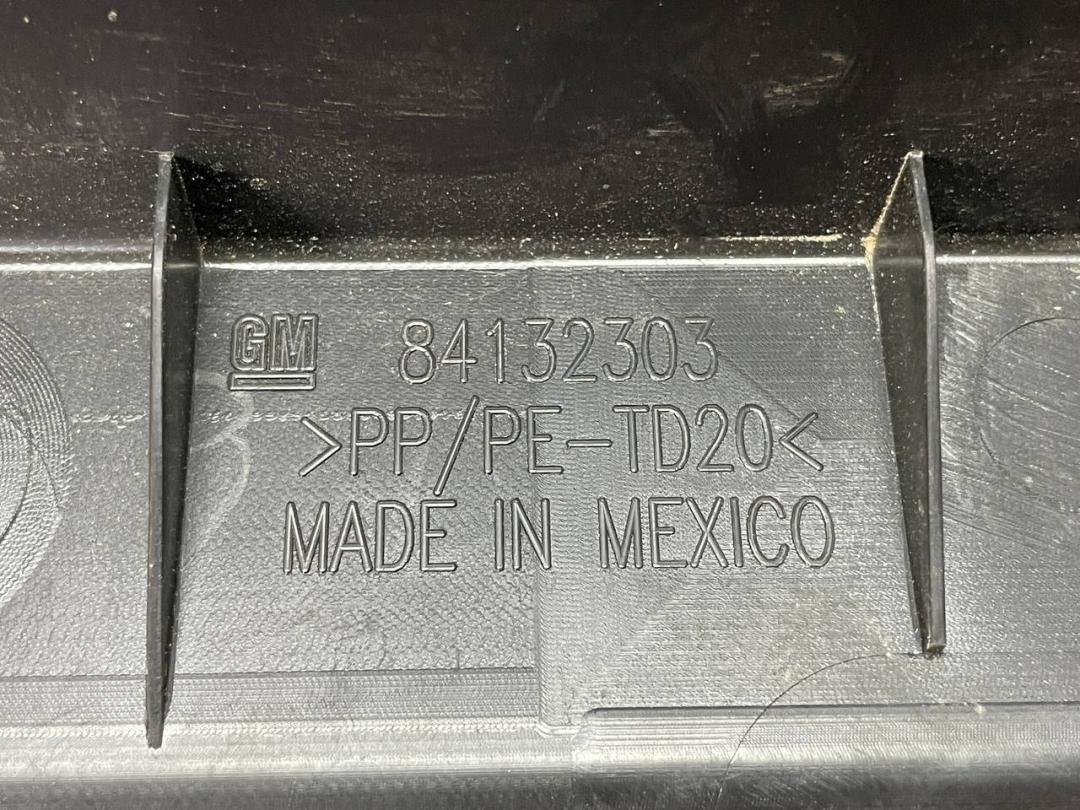 GM 84132303
>PP/PE-TD20<
MADE IN MEXICO